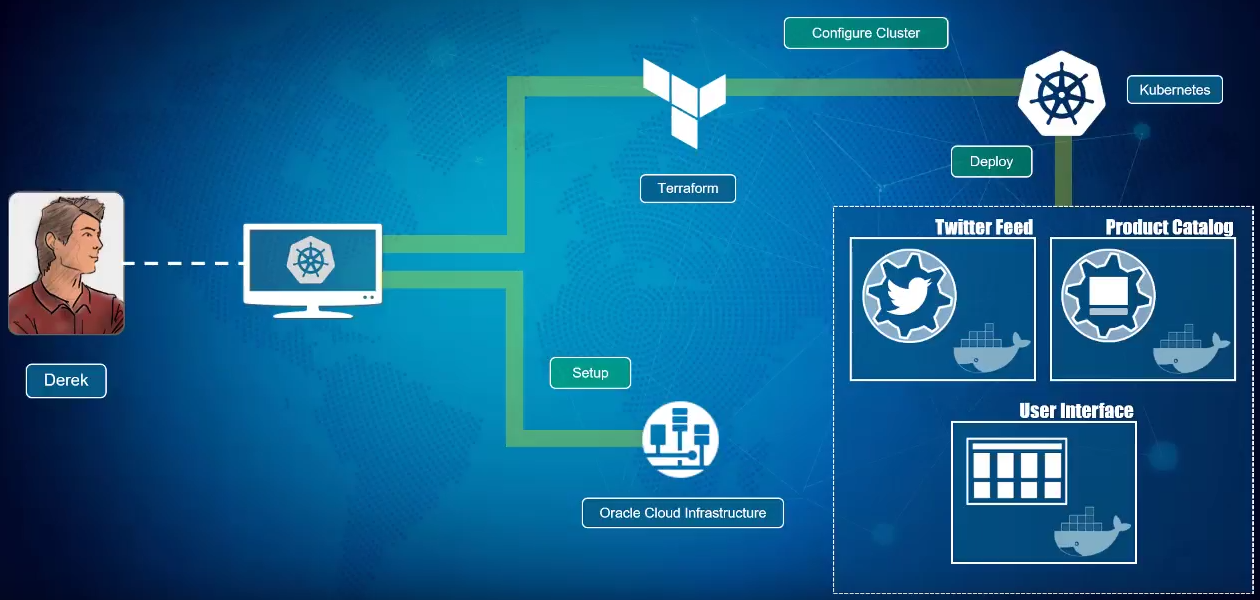 Configure Cluster
Kubernetes
Deploy
Terraform
Twitter Feed
Product Catalog
Derek
Setup
User Interface
Oracle Cloud Infrastructure